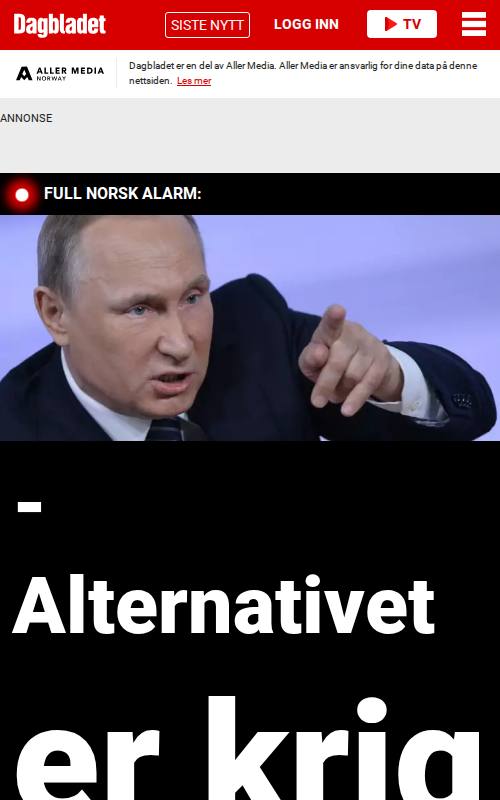 Dagbladet
SISTE NYTT
LOGG INN
TV
ALLER MEDIA
NORWAY
Dagbladet er en del av Aller Media. Aller Media er ansvarlig for dine data på denne
nettsiden. Les mer
ANNONSE
FULL NORSK ALARM:
-
Alternativet
er krig